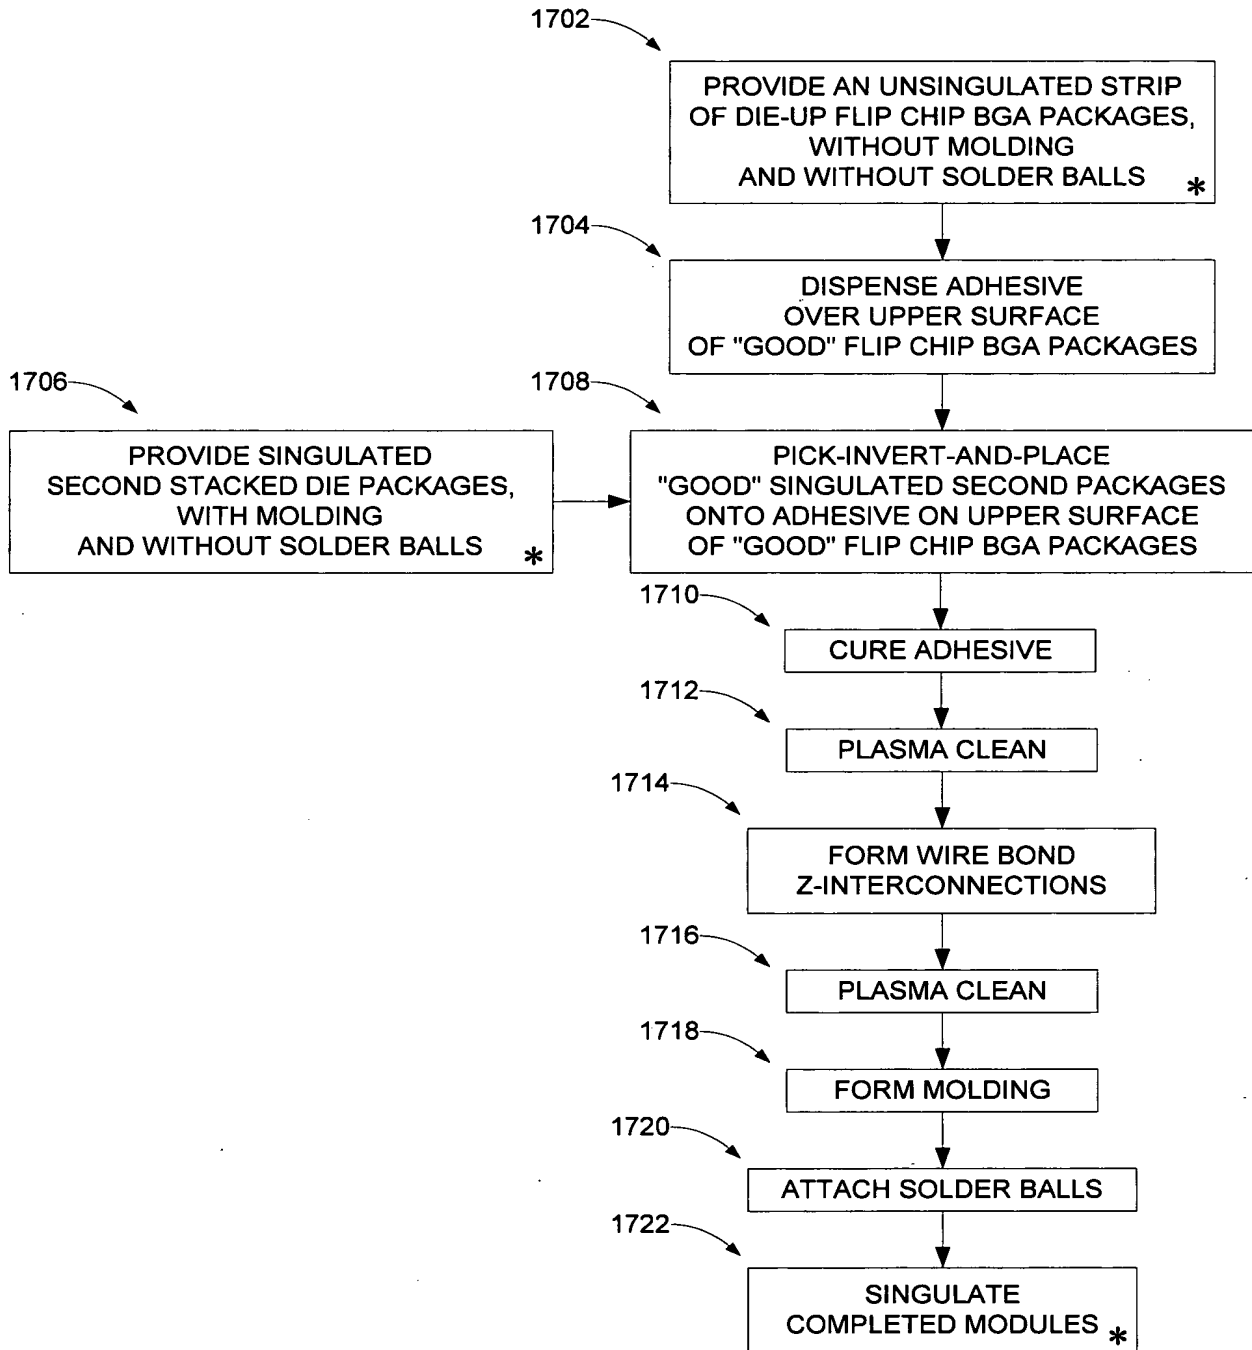 1702
PROVIDE AN UNSINGULATED STRIP
OF DIE-UP FLIP CHIP BGA PACKAGES,
WITHOUT MOLDING
AND WITHOUT SOLDER BALLS *
1704
DISPENSE ADHESIVE
OVER UPPER SURFACE
OF "GOOD" FLIP CHIP BGA PACKAGES
1706
PROVIDE SINGULATED
SECOND STACKED DIE PACKAGES,
WITH MOLDING
AND WITHOUT SOLDER BALLS *
1708
PICK-INVERT-AND-PLACE
"GOOD" SINGULATED SECOND PACKAGES
ONTO ADHESIVE ON UPPER SURFACE
OF "GOOD" FLIP CHIP BGA PACKAGES
1710
CURE ADHESIVE
1712
PLASMA CLEAN
1714
FORM WIRE BOND
Z-INTERCONNECTIONS
1716
PLASMA CLEAN
1718
FORM MOLDING
1720
ATTACH SOLDER BALLS
1722
SINGULATE
COMPLETED MODULES *